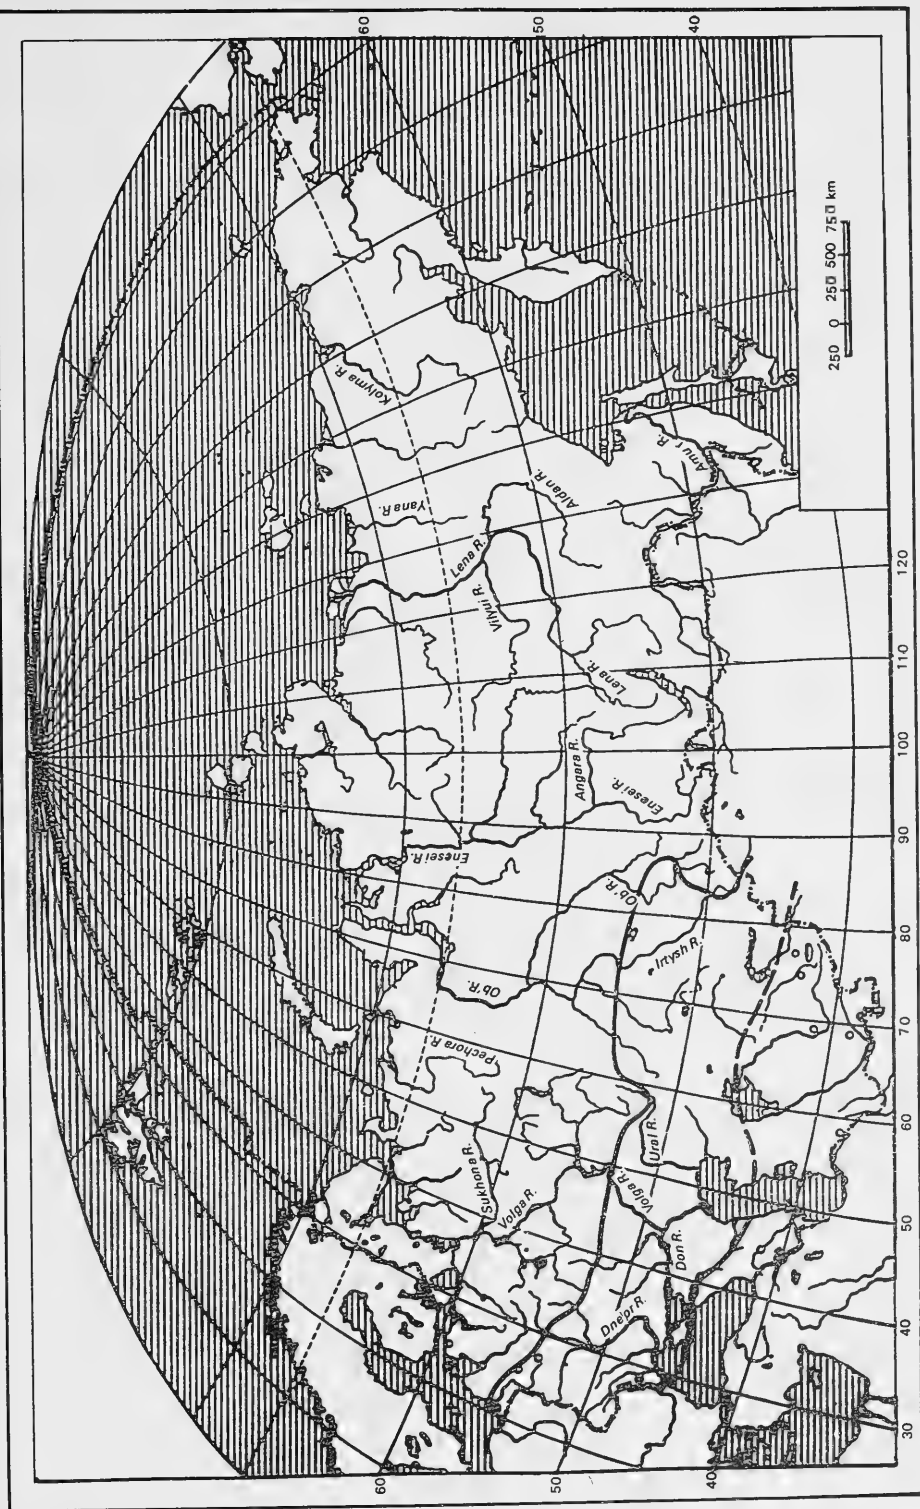 60
50
40
250 0 250 500 750 km
Kolyma R.
Yana R.
Lena R.
Aldan R.
Amur R.
Vilyui R.
Lena R.
Angara R.
Enesei R.
Enesei R.
Ob' R.
Irtysh R.
Ob' R.
Pechora R.
Sukhona R.
Volga R.
Ural R.
Volga R.
Don R.
Dnepr R.
60
50
40
30
40
50
60
70
80
90
100
110
120